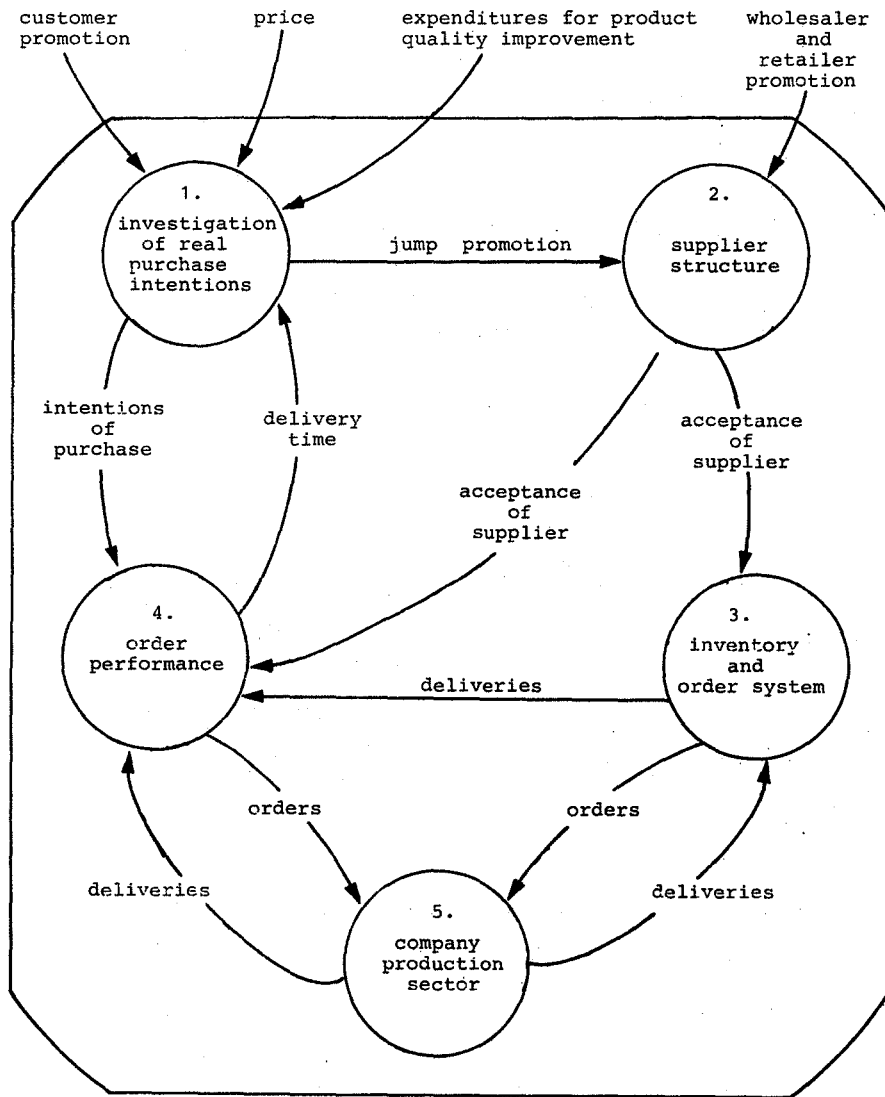 customer
promotion
price
expenditures for product
quality improvement
wholesaler
and
retailer
promotion
1.
investigation
of real
purchase
intentions
2.
supplier
structure
jump promotion
intentions
of
purchase
delivery
time
acceptance
of
supplier
acceptance
of
supplier
4.
order
performance
3.
inventory
and
order system
deliveries
orders
orders
deliveries
deliveries
5.
company
production
sector